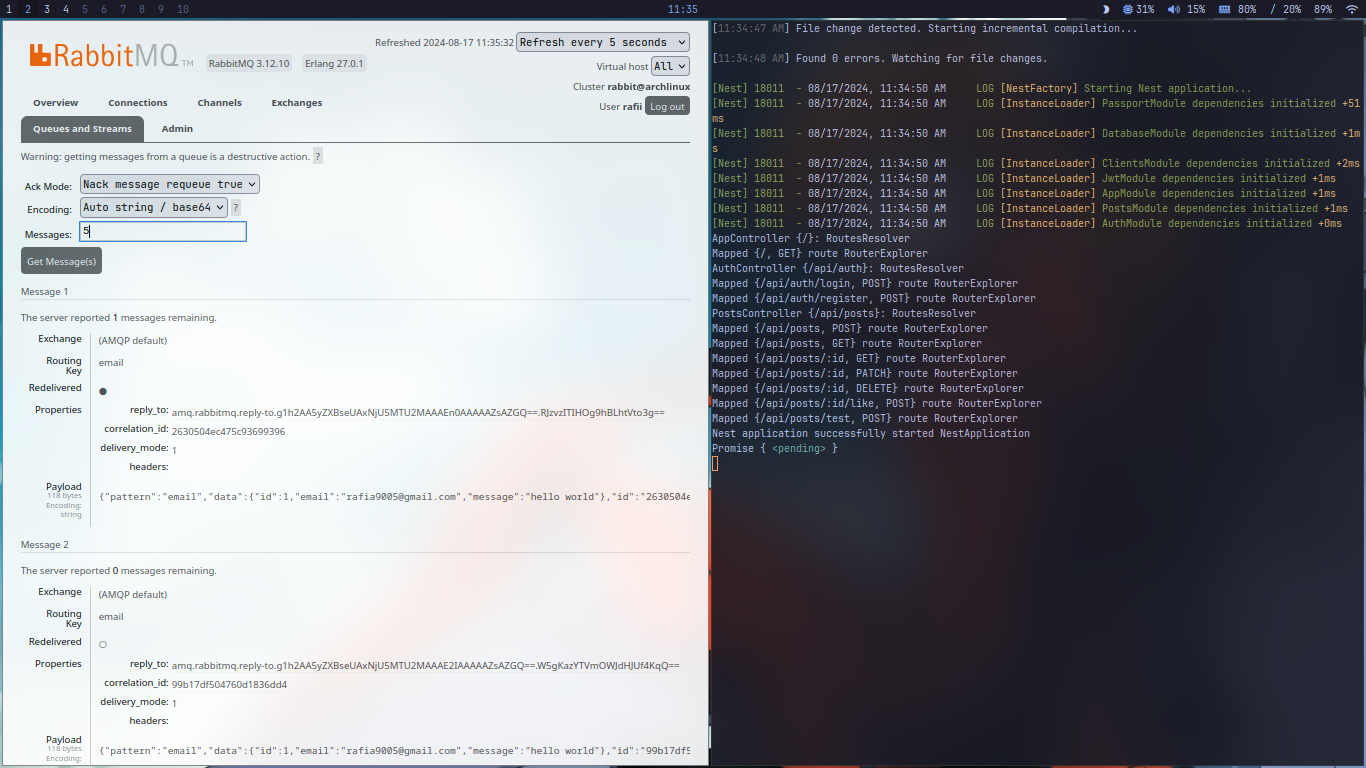 1 2 3 4 5 6 7 8 9 10
11:35
31% 15% 80% / 20% 89%
RabbitMQ TM
RabbitMQ 3.12.10 Erlang 27.0.1
Refreshed 2024-08-17 11:35:32 Refresh every 5 seconds
Virtual host All
Cluster rabbit@archlinux
User rafii Log out
Overview Connections Channels Exchanges
Queues and Streams Admin
Warning: getting messages from a queue is a destructive action. ?
Ack Mode: Nack message requeue true
Encoding: Auto string / base64 ?
Messages: 5
Get Message(s)
Message 1
The server reported 1 messages remaining.
Exchange (AMQP default)
Routing Key email
Redelivered ●
Properties reply_to: amq.rabbitmq.reply-to.g1h2AA5yZXBseUAxNjU5MTU2MAAAEn0AAAAAZsAZGQ==.RJzvzITIHOg9hBLhtVto3g==
correlation_id: 2630504ec475c93699396
delivery_mode: 1
headers:
Payload
118 bytes
Encoding: string
{"pattern":"email","data":{"id":1,"email":"rafia9005@gmail.com","message":"hello world"},"id":"2630504e
Message 2
The server reported 0 messages remaining.
Exchange (AMQP default)
Routing Key email
Redelivered ○
Properties reply_to: amq.rabbitmq.reply-to.g1h2AA5yZXBseUAxNjU5MTU2MAAAE2IAAAAAZsAZGQ==.W5gKazYTVmOWJdHJUf4KqQ==
correlation_id: 99b17df504760d1836dd4
delivery_mode: 1
headers:
Payload
118 bytes
Encoding:
{"pattern":"email","data":{"id":1,"email":"rafia9005@gmail.com","message":"hello world"},"id":"99b17df5
[11:34:47 AM] File change detected. Starting incremental compilation...
[11:34:48 AM] Found 0 errors. Watching for file changes.
[Nest] 18011 - 08/17/2024, 11:34:50 AM LOG [NestFactory] Starting Nest application...
[Nest] 18011 - 08/17/2024, 11:34:50 AM LOG [InstanceLoader] PassportModule dependencies initialized +51
ms
[Nest] 18011 - 08/17/2024, 11:34:50 AM LOG [InstanceLoader] DatabaseModule dependencies initialized +1m
s
[Nest] 18011 - 08/17/2024, 11:34:50 AM LOG [InstanceLoader] ClientsModule dependencies initialized +2ms
[Nest] 18011 - 08/17/2024, 11:34:50 AM LOG [InstanceLoader] JwtModule dependencies initialized +1ms
[Nest] 18011 - 08/17/2024, 11:34:50 AM LOG [InstanceLoader] AppModule dependencies initialized +1ms
[Nest] 18011 - 08/17/2024, 11:34:50 AM LOG [InstanceLoader] PostsModule dependencies initialized +1ms
[Nest] 18011 - 08/17/2024, 11:34:50 AM LOG [InstanceLoader] AuthModule dependencies initialized +0ms
AppController {/}: RoutesResolver
Mapped {/, GET} route RouterExplorer
AuthController {/api/auth}: RoutesResolver
Mapped {/api/auth/login, POST} route RouterExplorer
Mapped {/api/auth/register, POST} route RouterExplorer
PostsController {/api/posts}: RoutesResolver
Mapped {/api/posts, POST} route RouterExplorer
Mapped {/api/posts, GET} route RouterExplorer
Mapped {/api/posts/:id, GET} route RouterExplorer
Mapped {/api/posts/:id, PATCH} route RouterExplorer
Mapped {/api/posts/:id, DELETE} route RouterExplorer
Mapped {/api/posts/:id/like, POST} route RouterExplorer
Mapped {/api/posts/test, POST} route RouterExplorer
Nest application successfully started NestApplication
Promise { <pending> }